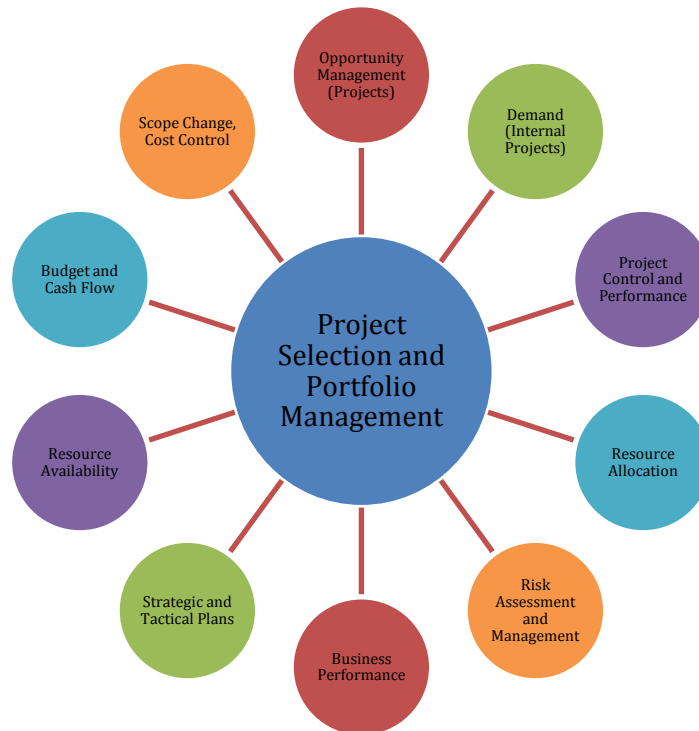 Opportunity
Management
(Projects)
Demand
(Internal
Projects)
Project
Control and
Performance
Resource
Allocation
Risk
Assessment
and
Management
Business
Performance
Strategic and
Tactical Plans
Resource
Availability
Budget and
Cash Flow
Scope Change,
Cost Control
Project
Selection and
Portfolio
Management